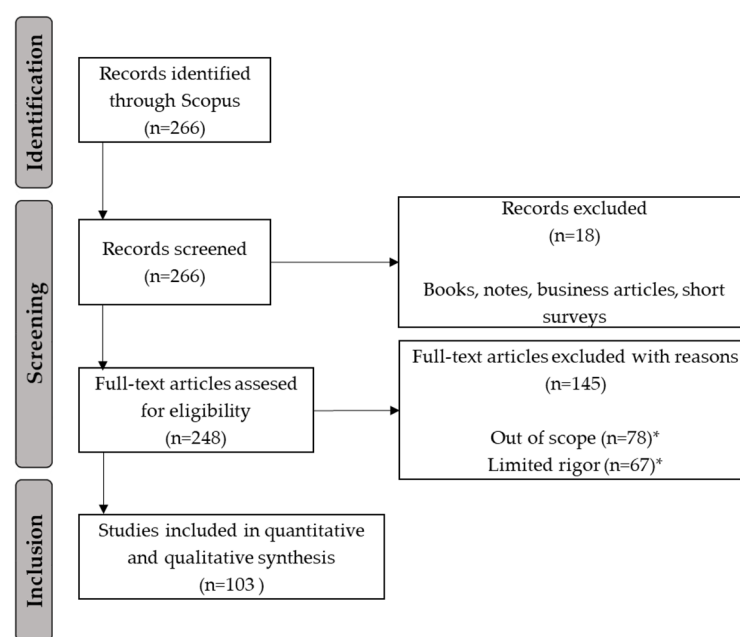 Identification
Records identified
through Scopus
(n=266)
Screening
Records screened
(n=266)
Records excluded
(n=18)
Books, notes, business articles, short
surveys
Full-text articles assesed
for eligibility
(n=248)
Full-text articles excluded with reasons
(n=145)
Out of scope (n=78)*
Limited rigor (n=67)*
Inclusion
Studies included in quantitative
and qualitative synthesis
(n=103 )